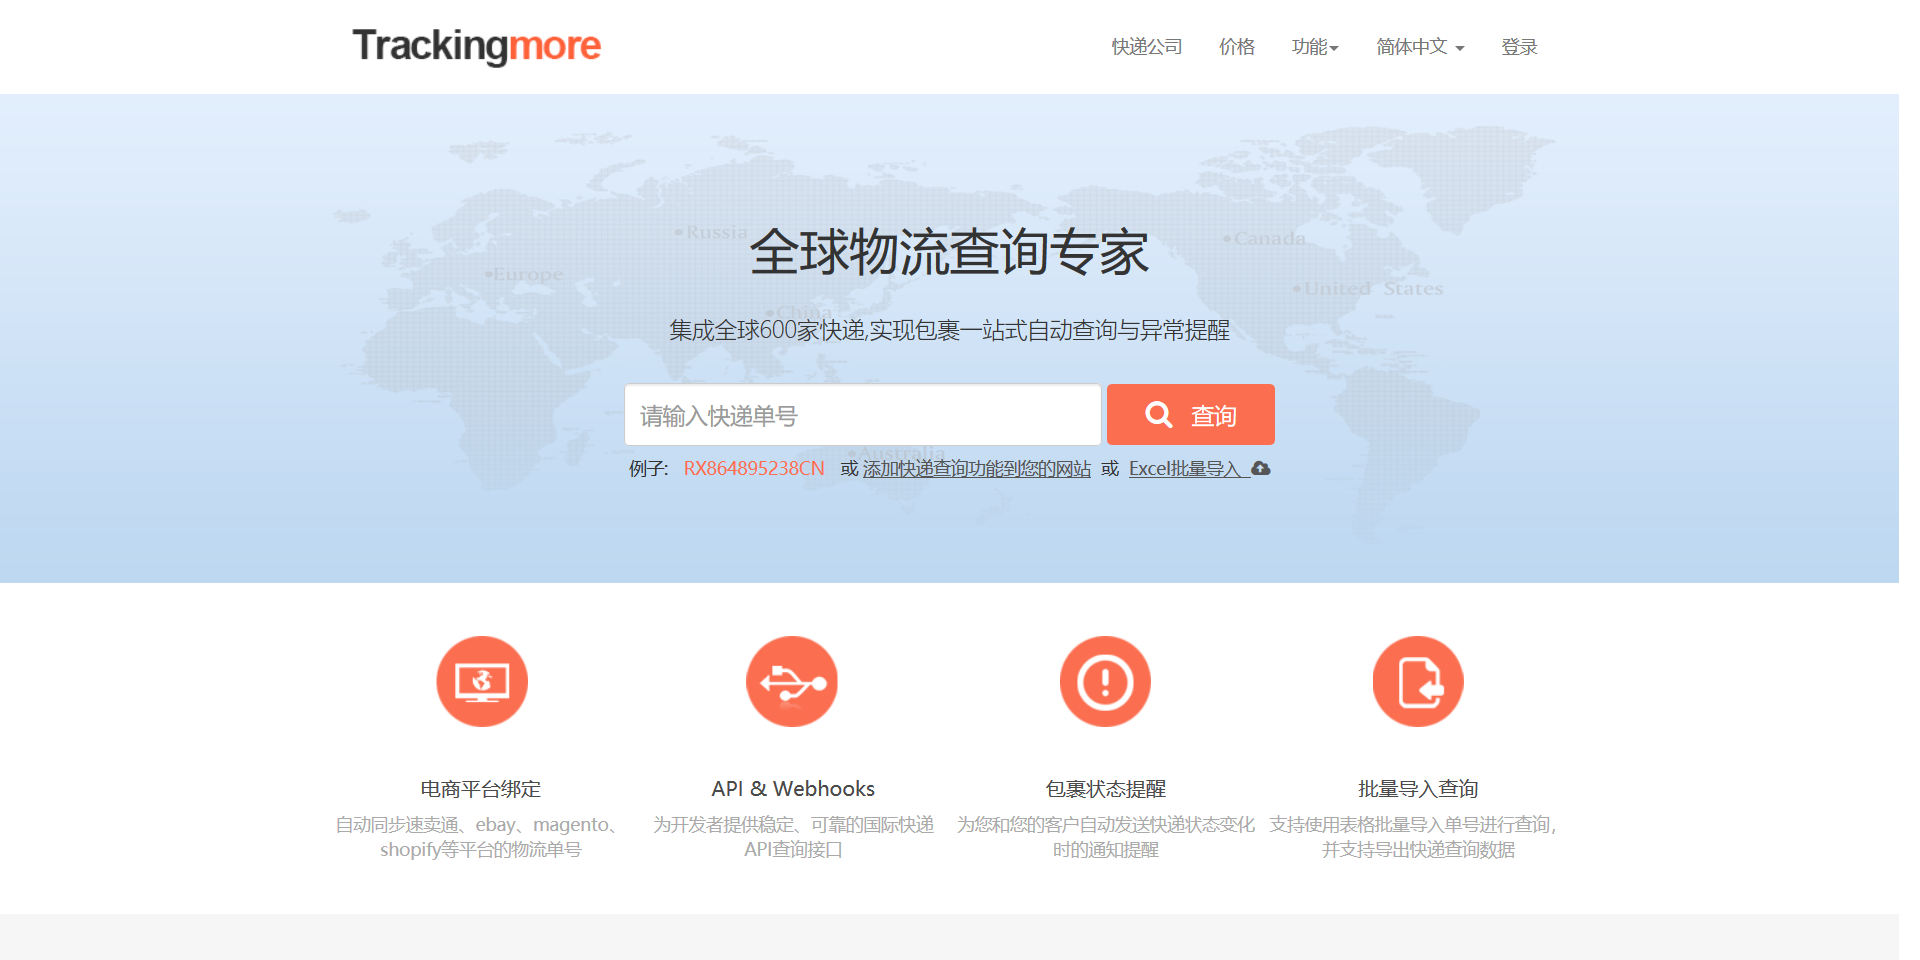 Trackingmore
快递公司 价格 功能 简体中文 登录
Russia
Canada
Europe
United States
China
Australia
全球物流查询专家
集成全球600家快递,实现包裹一站式自动查询与异常提醒
请输入快递单号 查询
例子: RX864895238CN 或 添加快递查询功能到您的网站 或 Excel批量导入
电商平台绑定
自动同步速卖通、ebay、magento、
shopify等平台的物流单号
API & Webhooks
为开发者提供稳定、可靠的国际快递
API查询接口
包裹状态提醒
为您和您的客户自动发送快递状态变化
时的通知提醒
批量导入查询
支持使用表格批量导入单号进行查询,
并支持导出快递查询数据